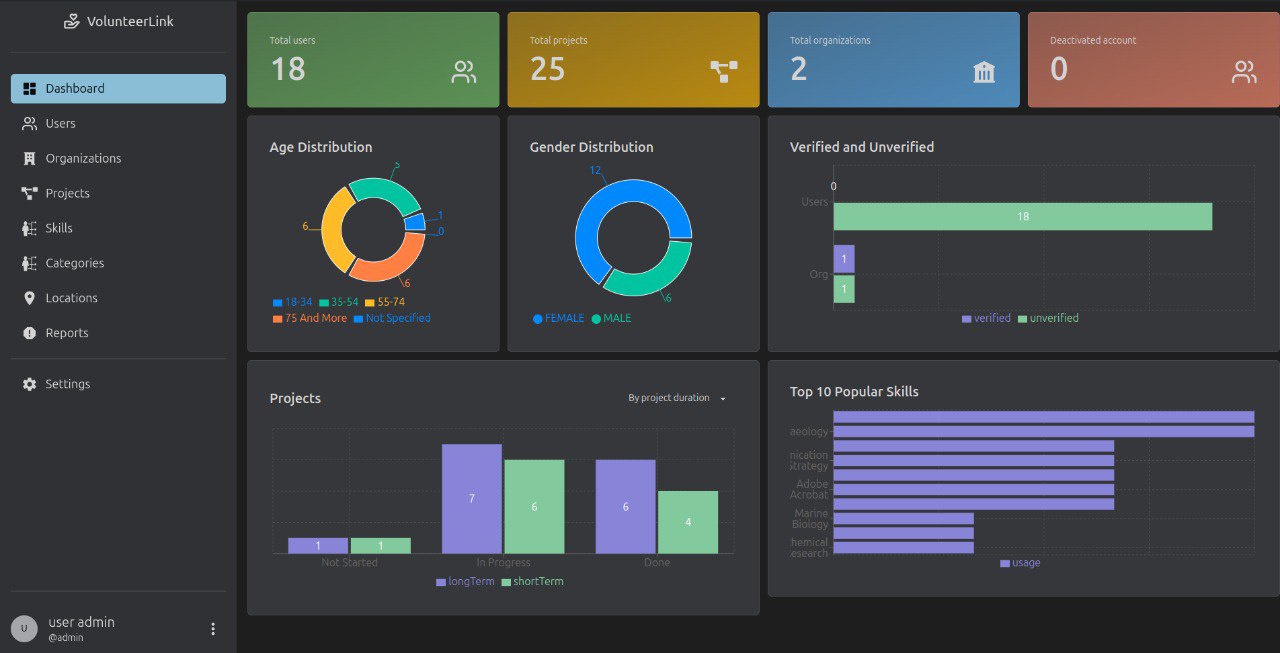 VolunteerLink
Dashboard
Users
Organizations
Projects
Skills
Categories
Locations
Reports
Settings
U
user admin
@admin
Total users
18
Total projects
25
Total organizations
2
Deactivated account
0
Age Distribution
5
1
0
6
6
18-34 35-54 55-74
75 And More Not Specified
Gender Distribution
12
6
FEMALE MALE
Verified and Unverified
0
Users
18
1
Org
1
verified unverified
Projects
By project duration
7
6
6
4
1
1
Not Started In Progress Done
longTerm shortTerm
Top 10 Popular Skills
aeology
nication
Strategy
Adobe
Acrobat
Marine
Biology
hemical
esearch
usage